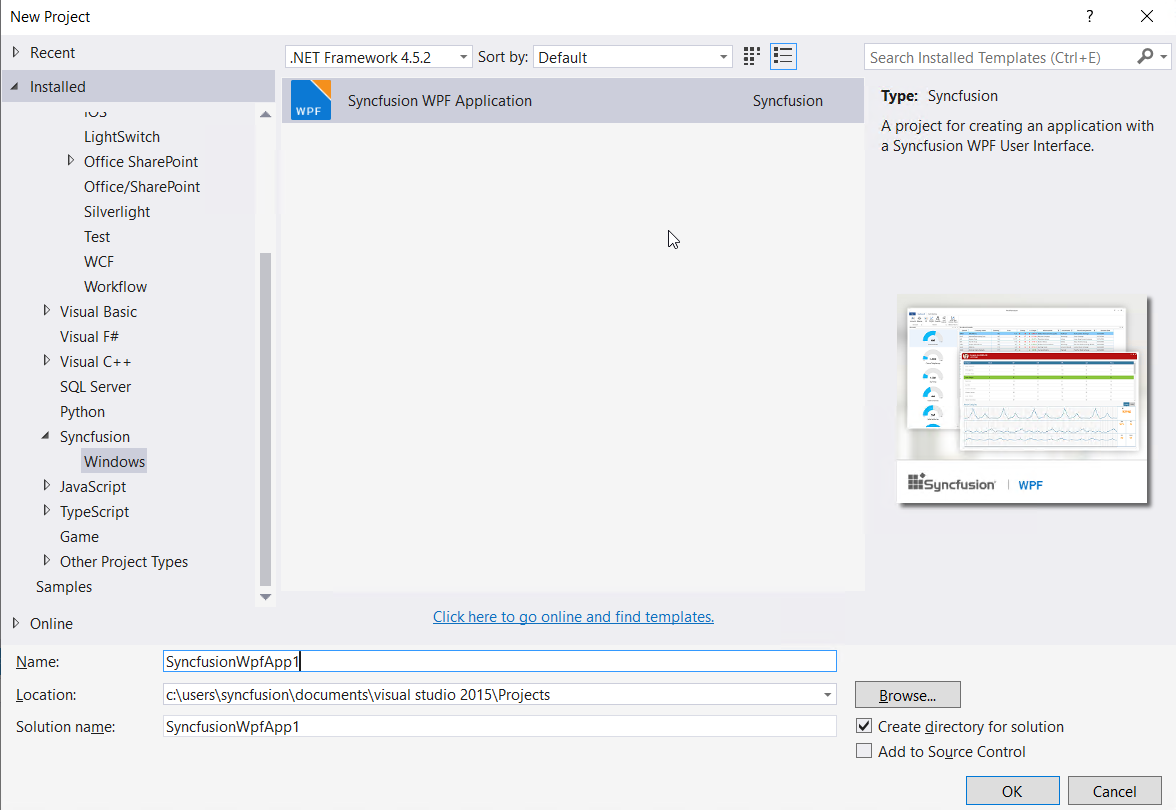 New Project
?
Recent
.NET Framework 4.5.2
Sort by: Default
Search Installed Templates (Ctrl+E)
Installed
iOS
LightSwitch
Office SharePoint
Office/SharePoint
Silverlight
Test
WCF
Workflow
Visual Basic
Visual F#
Visual C++
SQL Server
Python
Syncfusion
Windows
JavaScript
TypeScript
Game
Other Project Types
Samples
Online
WPF
Syncfusion WPF Application
Syncfusion
Type: Syncfusion
A project for creating an application with
a Syncfusion WPF User Interface.
Syncfusion | WPF
Click here to go online and find templates.
Name: SyncfusionWpfApp1
Location: c:\users\syncfusion\documents\visual studio 2015\Projects
Browse...
Solution name: SyncfusionWpfApp1
Create directory for solution
Add to Source Control
OK
Cancel